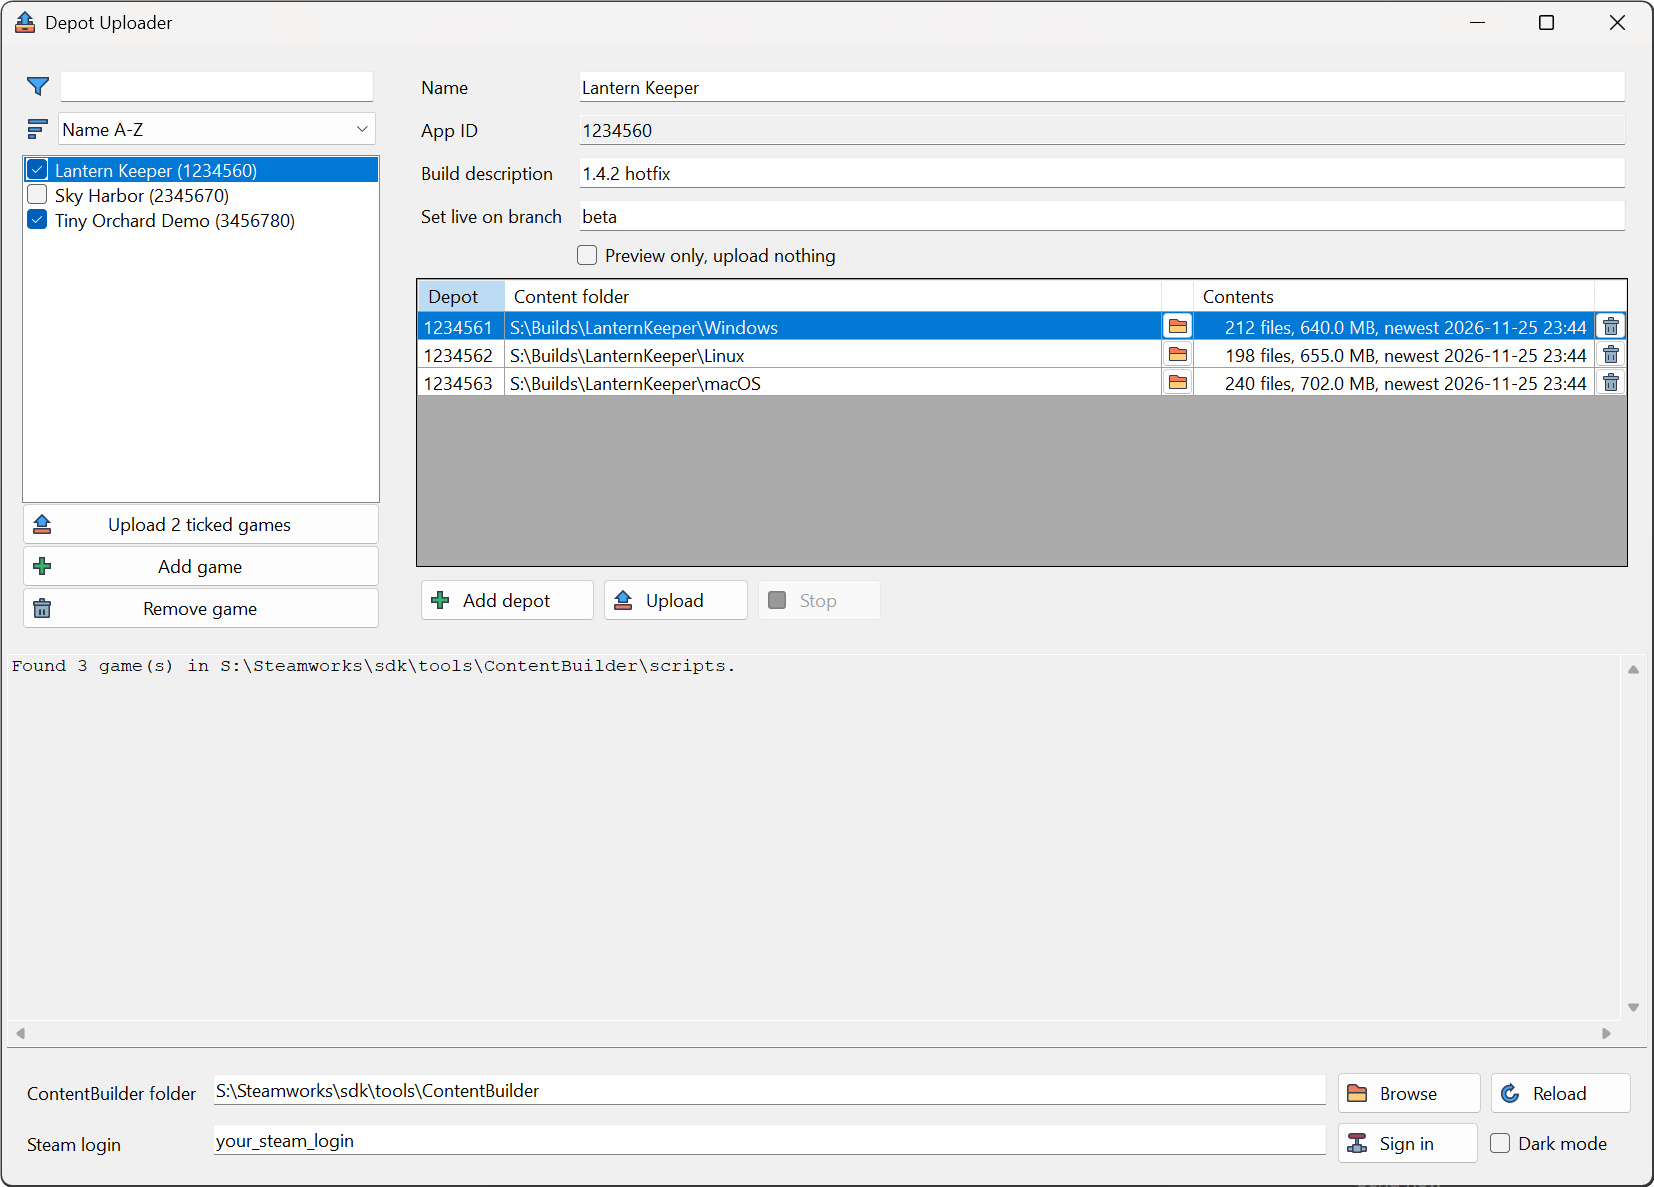 Depot Uploader
Name A-Z
Lantern Keeper (1234560)
Sky Harbor (2345670)
Tiny Orchard Demo (3456780)
Upload 2 ticked games
Add game
Remove game
Name Lantern Keeper
App ID 1234560
Build description 1.4.2 hotfix
Set live on branch beta
Preview only, upload nothing
Depot Content folder Contents
1234561 S:\Builds\LanternKeeper\Windows 212 files, 640.0 MB, newest 2026-11-25 23:44
1234562 S:\Builds\LanternKeeper\Linux 198 files, 655.0 MB, newest 2026-11-25 23:44
1234563 S:\Builds\LanternKeeper\macOS 240 files, 702.0 MB, newest 2026-11-25 23:44
Add depot Upload Stop
Found 3 game(s) in S:\Steamworks\sdk\tools\ContentBuilder\scripts.
ContentBuilder folder S:\Steamworks\sdk\tools\ContentBuilder Browse Reload
Steam login your_steam_login Sign in Dark mode